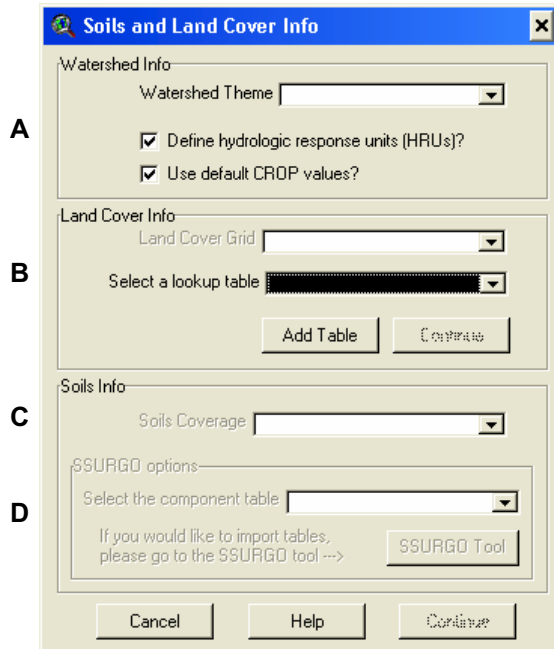 Soils and Land Cover Info
Watershed Info
Watershed Theme
A
Define hydrologic response units (HRUs)?
Use default CROP values?
Land Cover Info
Land Cover Grid
B
Select a lookup table
Add Table
Continue
Soils Info
C
Soils Coverage
SSURGO options
D
Select the component table
If you would like to import tables,
please go to the SSURGO tool --->
SSURGO Tool
Cancel
Help
Continue